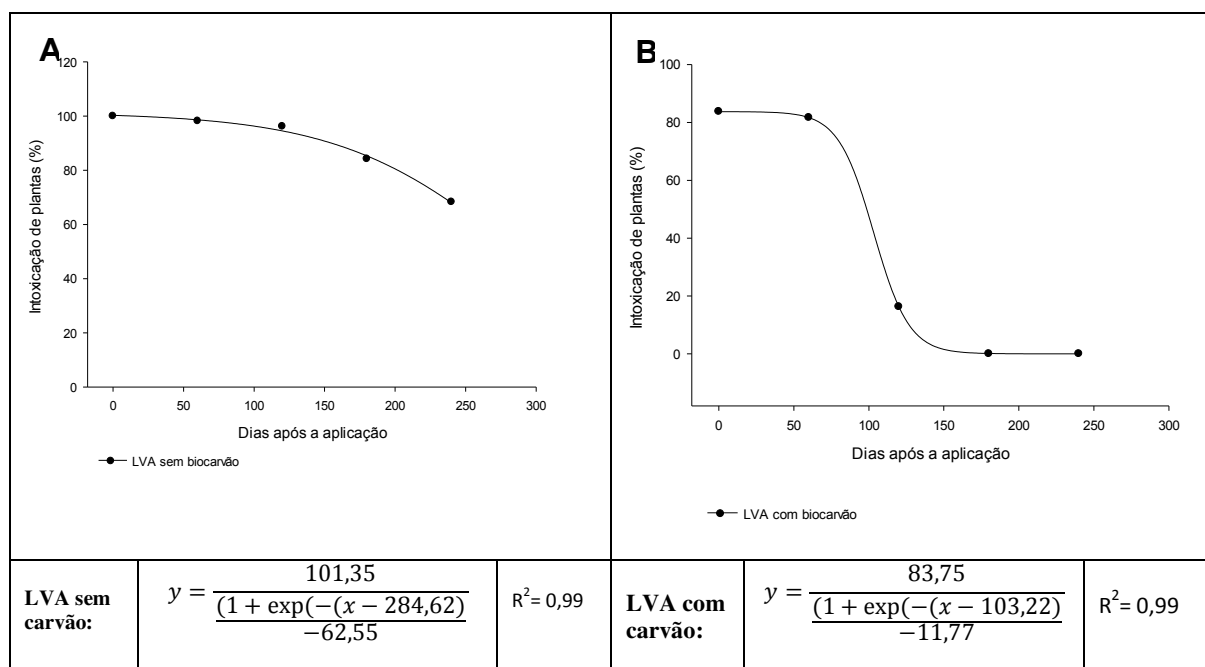 A
120
100
80
60
40
20
0
Intoxicação de plantas (%)
0 50 100 150 200 250 300
Dias após a aplicação
LVA sem biocarvão
B
100
80
60
40
20
0
Intoxicação de plantas (%)
0 50 100 150 200 250 300
Dias após a aplicação
LVA com biocarvão
LVA sem
carvão:
y = 101,35
(1 + exp(−(x − 284,62)
−62,55
R²= 0,99
LVA com
carvão:
y = 83,75
(1 + exp(−(x − 103,22)
−11,77
R²= 0,99